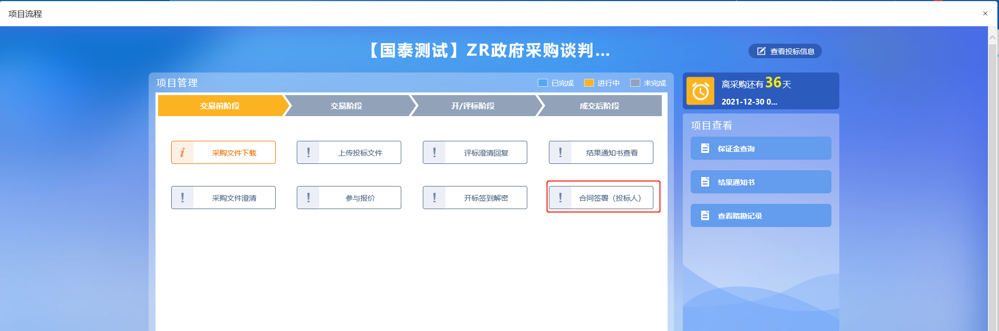 项目流程
×
【国泰测试】ZR政府采购谈判...
查看投标信息
项目管理
已完成
进行中
未完成
交易前阶段
交易阶段
开/评标阶段
成交后阶段
采购文件下载
上传投标文件
评标澄清回复
结果通知书查看
采购文件澄清
参与报价
开标签到解密
合同签署（投标人）
离采购还有36天
2021-12-30 0...
项目查看
保证金查询
结果通知书
查看踏勘记录